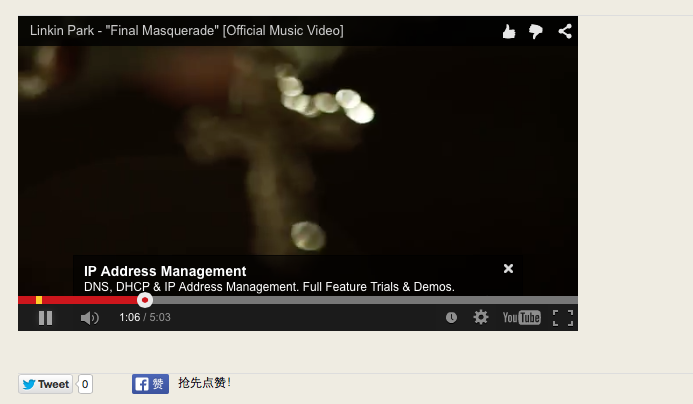 Linkin Park - "Final Masquerade" [Official Music Video]
IP Address Management
DNS, DHCP & IP Address Management. Full Feature Trials & Demos.
1:06 / 5:03
YouTube
Tweet 0 赞 抢先点赞！